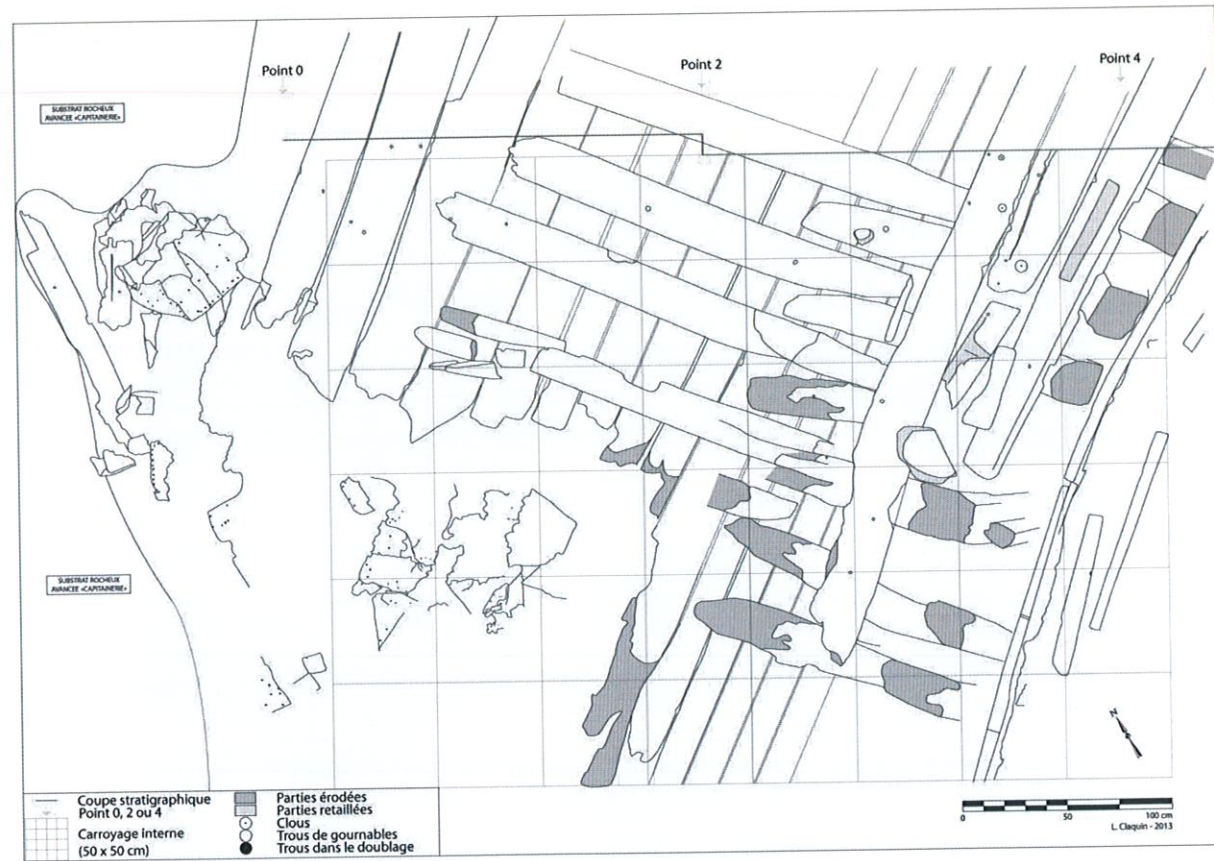 Point 0
Point 2
Point 4
SUBSTRAT ROCHEUX
AVANCEE «CAPITAINERIE»
SUBSTRAT ROCHEUX
AVANCEE «CAPITAINERIE»
N
Coupe stratigraphique
Point 0, 2 ou 4
Carroyage interne
(50 x 50 cm)
Parties érodées
Parties retaillées
Clous
Trous de gournables
Trous dans le doublage
0 50 100 cm
L. Claquin - 2013